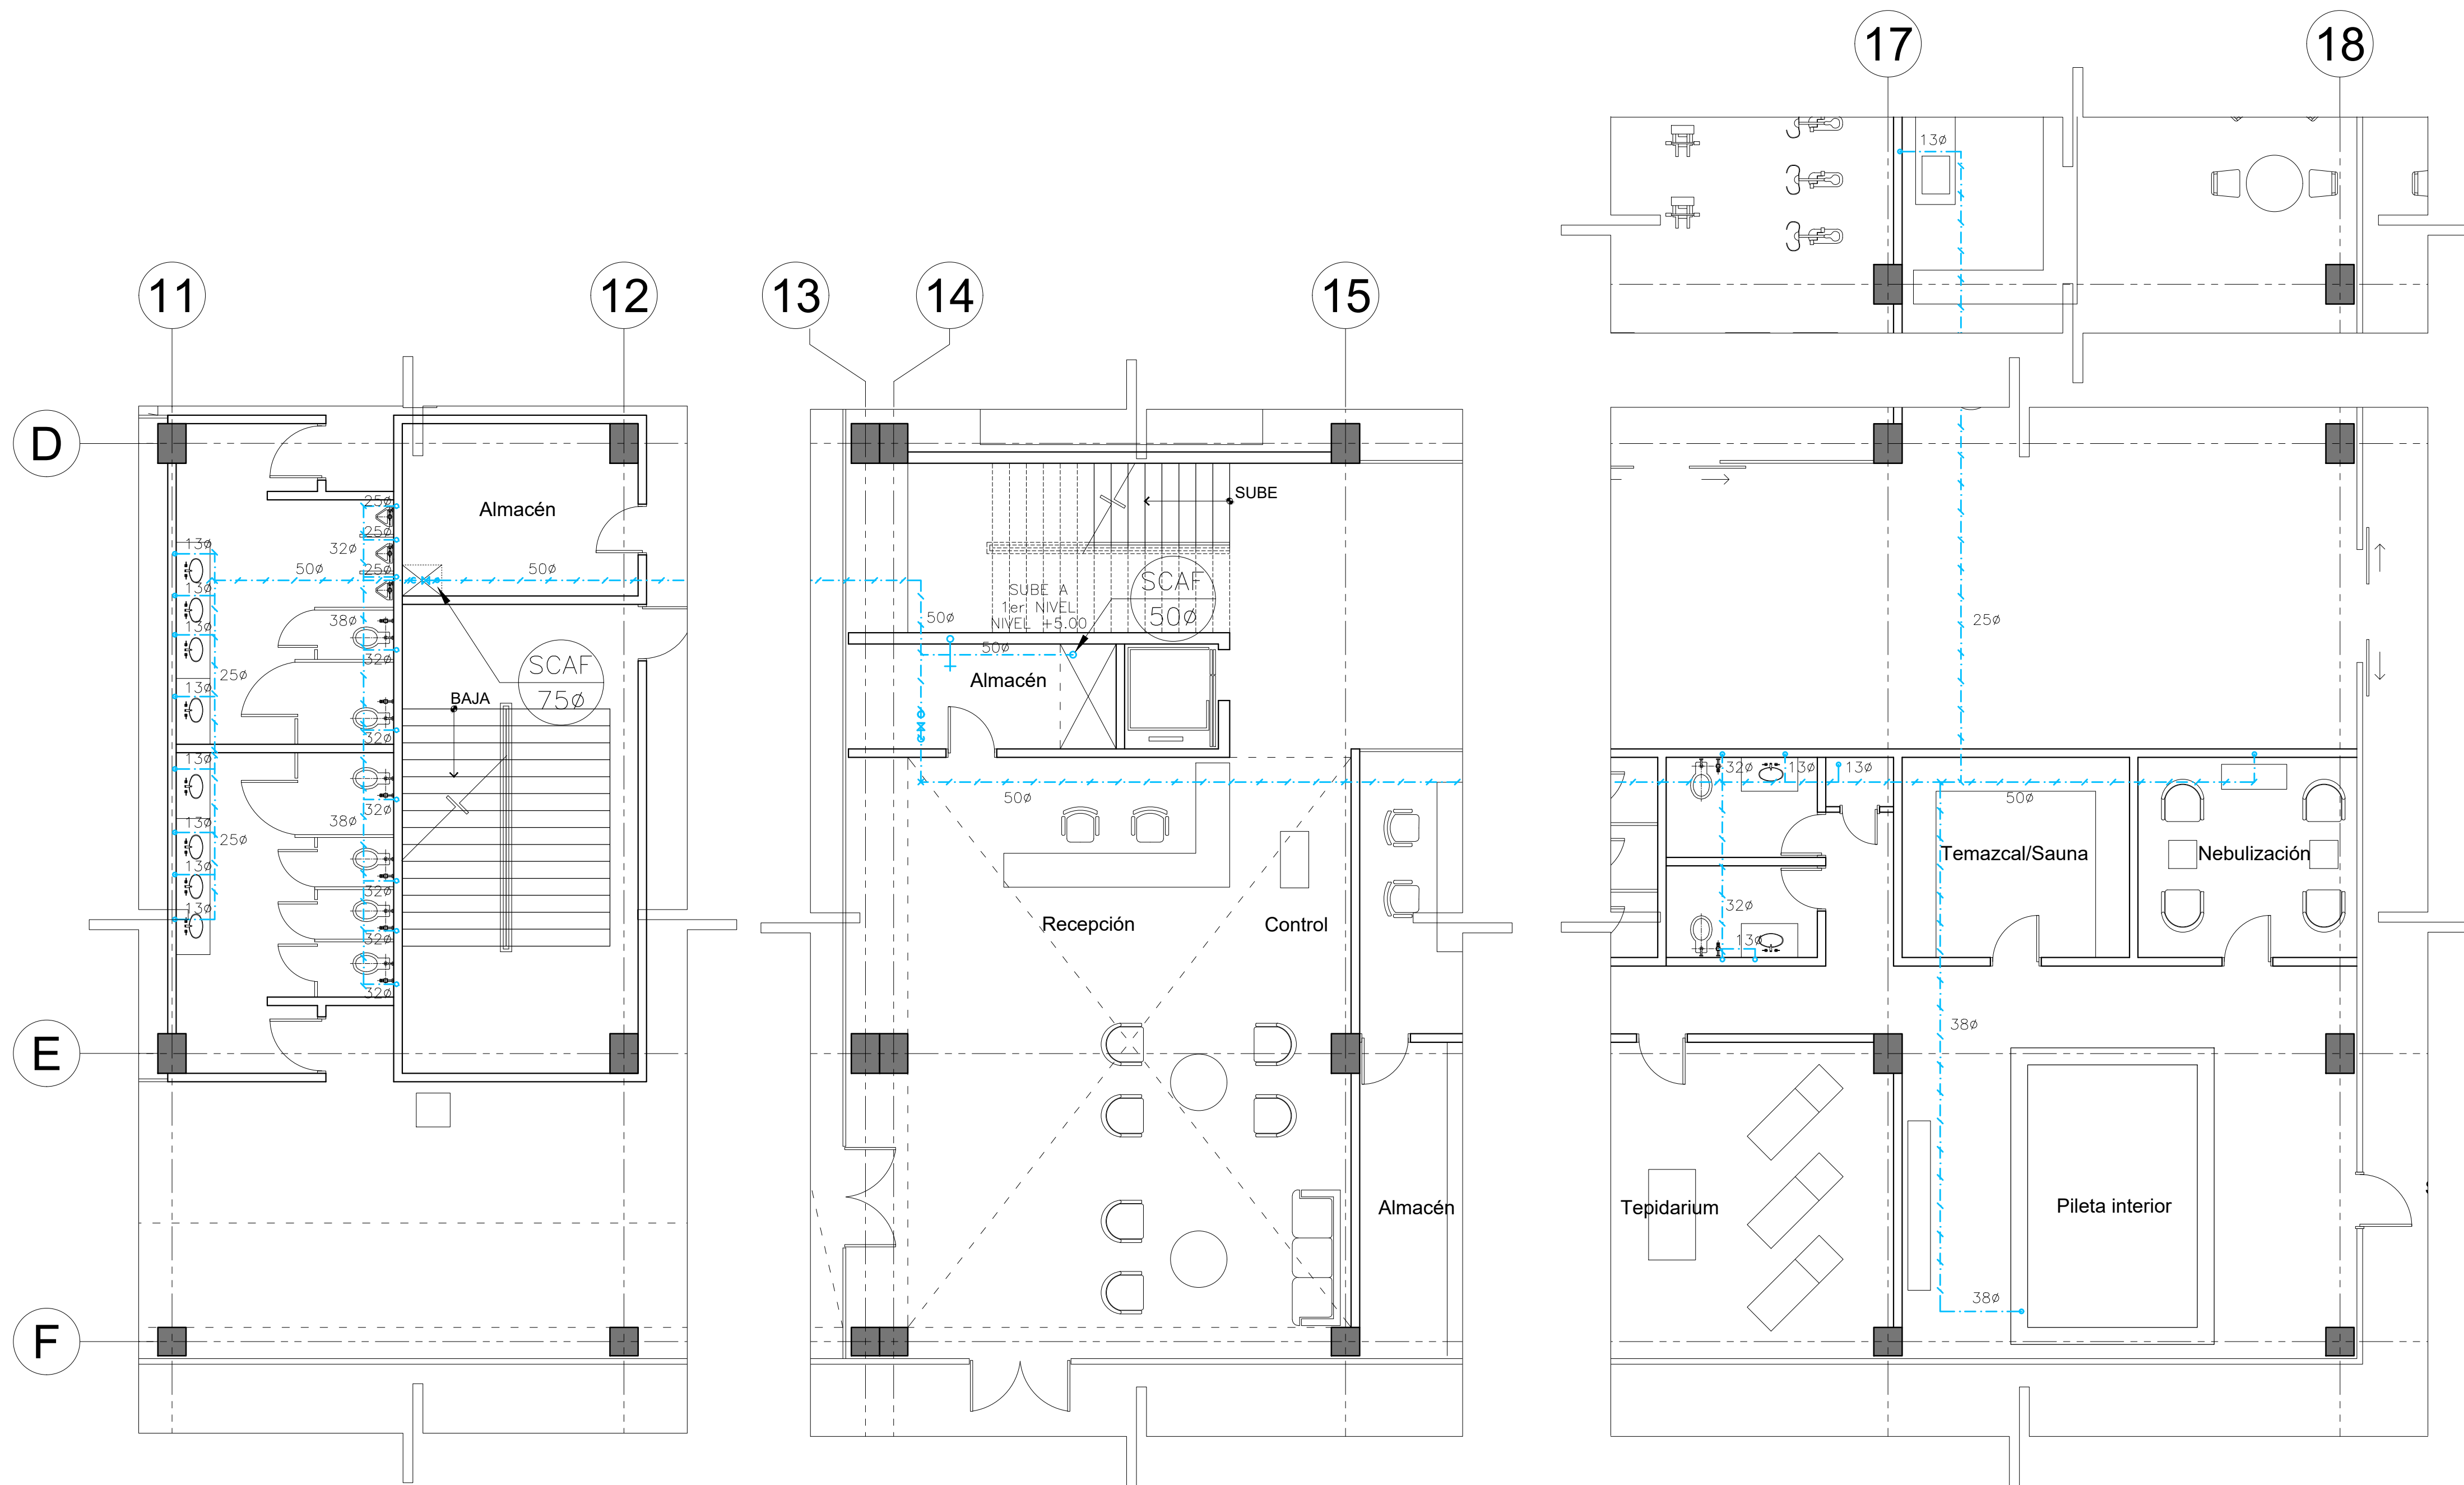 17
18
13ø
11
12
13
14
15
D
25ø
25ø
Almacén
SUBE
13ø
32ø
50ø
25ø
50ø
13ø
SUBE A
1er NIVEL
NIVEL +5.00
SCAF
50ø
50ø
50ø
25ø
13ø
38ø
32ø
SCAF
75ø
25ø
13ø
BAJA
Almacén
32ø
13ø
32ø
13ø
13ø
50ø
50ø
13ø
32ø
38ø
25ø
Temazcal/Sauna
Nebulización
13ø
32ø
13ø
32ø
Recepción
Control
32ø
13ø
32ø
E
38ø
Almacén
Tepidarium
Pileta interior
38ø
F